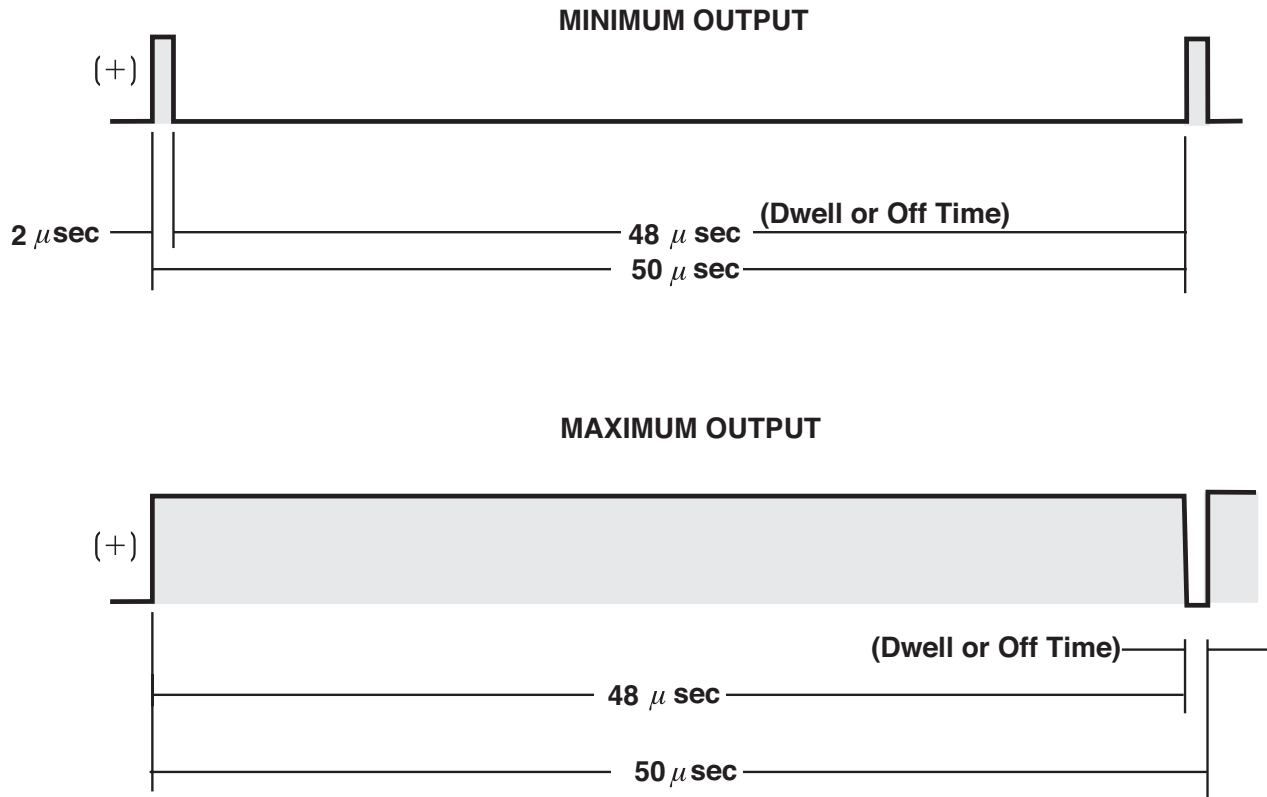 MINIMUM OUTPUT
(+)
(Dwell or Off Time)
2 μsec
48 μ sec
50 μ sec
MAXIMUM OUTPUT
(+)
(Dwell or Off Time)
48 μ sec
50 μ sec